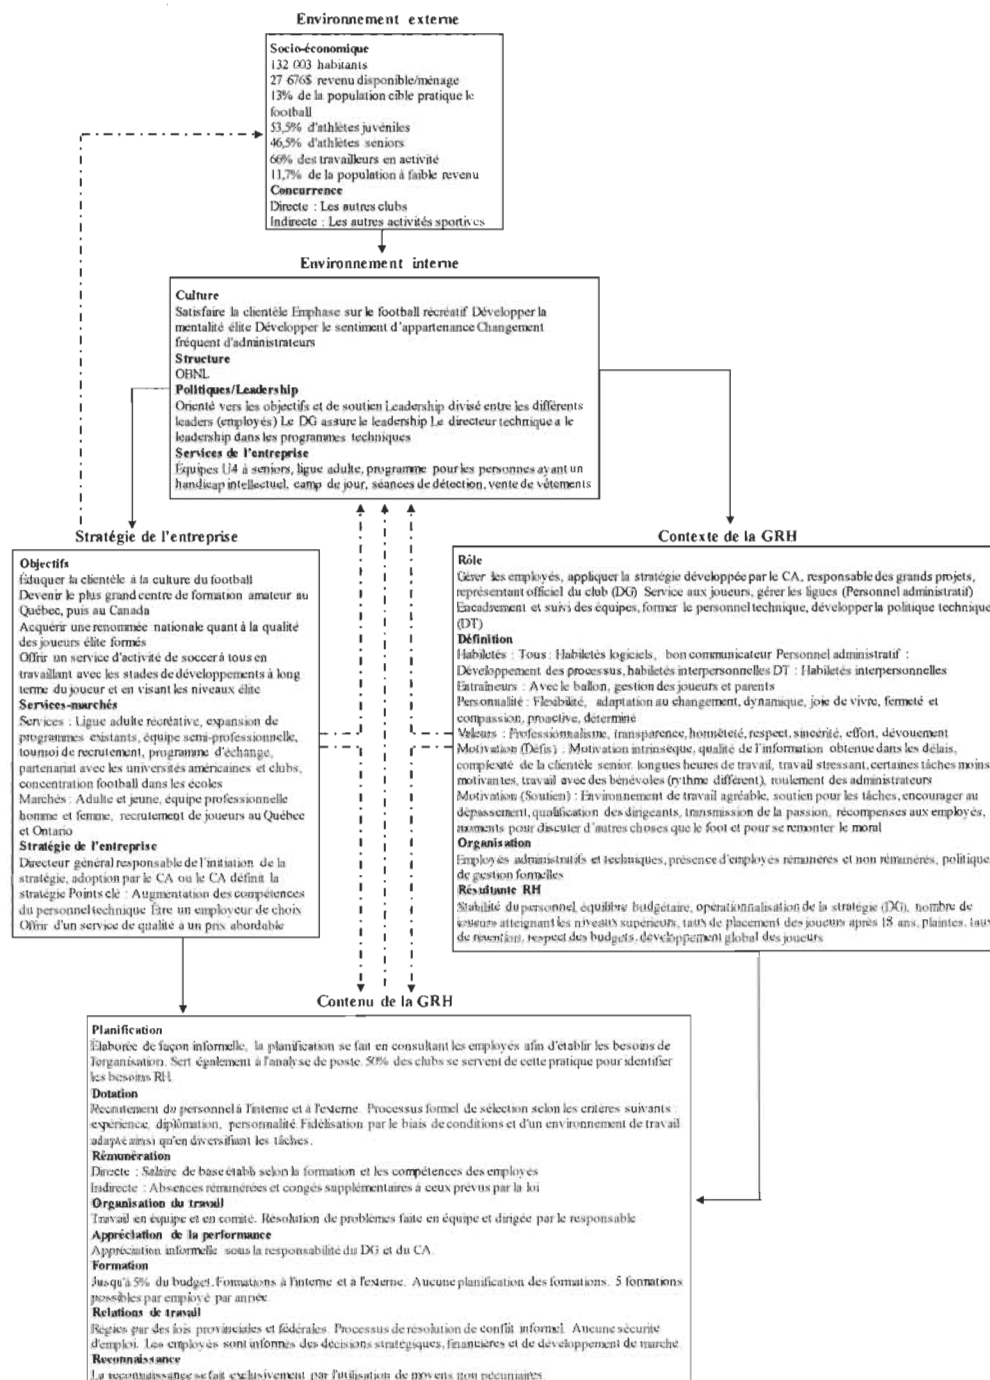 Environnement externe
Socio-économique
132 003 habitants
27 676$ revenu disponible/ménage
13% de la population cible pratique le
football
53,5% d'athlètes juvéniles
46,5% d'athlètes seniors
66% des travailleurs en activité
11,7% de la population à faible revenu
Concurrence
Directe : Les autres clubs
Indirecte : Les autres activités sportives
Environnement interne
Culture
Satisfaire la clientèle Emphase sur le football récréatif Développer la
mentalité élite Développer le sentiment d'appartenance Changement
fréquent d'administrateurs
Structure
OBNL
Politiques/Leadership
Orienté vers les objectifs et de soutien Leadership divisé entre les différents
leaders (employés) Le DG assure le leadership Le directeur technique a le
leadership dans les programmes techniques
Services de l'entreprise
Équipes U4 à seniors, ligue adulte, programme pour les personnes ayant un
handicap intellectuel, camp de jour, séances de détection, vente de vêtements
Stratégie de l'entreprise
Objectifs
Éduquer la clientèle à la culture du football
Devenir le plus grand centre de formation amateur au
Québec, puis au Canada
Acquérir une renommée nationale quant à la qualité
des joueurs élite formés
Offrir un service d'activité de soccer à tous en
travaillant avec les stades de développements à long
terme du joueur et en visant les niveaux élite
Services-marchés
Services : Ligue adulte récréative, expansion de
programmes existants, équipe semi-professionnelle,
tournoi de recrutement, programme d'échange,
partenariat avec les universités américaines et clubs,
concentration football dans les écoles
Marchés : Adulte et jeune, équipe professionnelle
homme et femme, recrutement de joueurs au Québec
et Ontario
Stratégie de l'entreprise
Directeur général responsable de l'initiation de la
stratégie, adoption par le CA ou le CA définit la
stratégie Points clé : Augmentation des compétences
du personnel technique Être un employeur de choix
Offrir d'un service de qualité à un prix abordable
Contexte de la GRH
Rôle
Gérer les employés, appliquer la stratégie développée par le CA, responsable des grands projets,
représentant officiel du club (DG) Service aux joueurs, gérer les ligues (Personnel administratif)
Encadrement et suivi des équipes, former le personnel technique, développer la politique technique
(DT)
Définition
Habiletés : Tous: Habiletés logiciels, bon communicateur Personnel administratif :
Développement des processus, habiletés interpersonnelles DT : Habiletés interpersonnelles
Entraîneurs : Avec le ballon, gestion des joueurs et parents
Personnalité : Flexibilité, adaptation au changement, dynamique, joie de vivre, fermeté et
compassion, proactive, déterminé
Valeurs : Professionnalisme, transparence, honnêteté, respect, sincérité, effort, dévouement
Motivation (Défis) : Motivation intrinsèque, qualité de l'information obtenue dans les délais,
complexité de la clientèle senior, longues heures de travail, travail stressant, certaines tâches moins
motivantes, travail avec des bénévoles (rythme différent), roulement des administrateurs
Motivation (Soutien) : Environnement de travail agréable, soutien pour les tâches, encourager au
dépassement, qualification des dirigeants, transmission de la passion, récompenses aux employés,
moments pour discuter d'autres choses que le foot et pour se remonter le moral
Organisation
Employés administratifs et techniques, présence d'employés rémunérés et non rémunérés, politique
de gestion formelles
Résultante RH
Stabilité du personnel, équilibre budgétaire, opérationnalisation de la stratégie (DG), nombre de
joueurs atteignant les niveaux supérieurs, taux de placement des joueurs après 18 ans, plaintes, taux
de rétention, respect des budgets, développement global des joueurs
Contenu de la GRH
Planification
Élaborée de façon informelle, la planification se fait en consultant les employés afin d'établir les besoins de
l'organisation. Sert également à l'analyse de poste. 50% des clubs se servent de cette pratique pour identifier
les besoins RH.
Dotation
Recrutement du personnel à l'interne et à l'externe. Processus formel de sélection selon les critères suivants :
expérience, diplômation, personnalité. Fidélisation par le biais de conditions et d'un environnement de travail
adapté ainsi qu'en diversifiant les tâches.
Rémunération
Directe : Salaire de base établi selon la formation et les compétences des employés
Indirecte : Absences rémunérées et congés supplémentaires à ceux prévus par la loi
Organisation du travail
Travail en équipe et en comité. Résolution de problèmes faite en équipe et dirigée par le responsable
Appréciation de la performance
Appréciation informelle sous la responsabilité du DG et du CA.
Formation
Jusqu'à 5% du budget. Formations à l'interne et à l'externe. Aucune planification des formations. 5 formations
possibles par employé par année.
Relations de travail
Régies par des lois provinciales et fédérales. Processus de résolution de conflit informel. Aucune sécurité
d'emploi. Les employés sont informés des décisions stratégiques, financières et de développement de marché.
Reconnaissance
La reconnaissance se fait exclusivement par l'utilisation de moyens non pécuniaires.